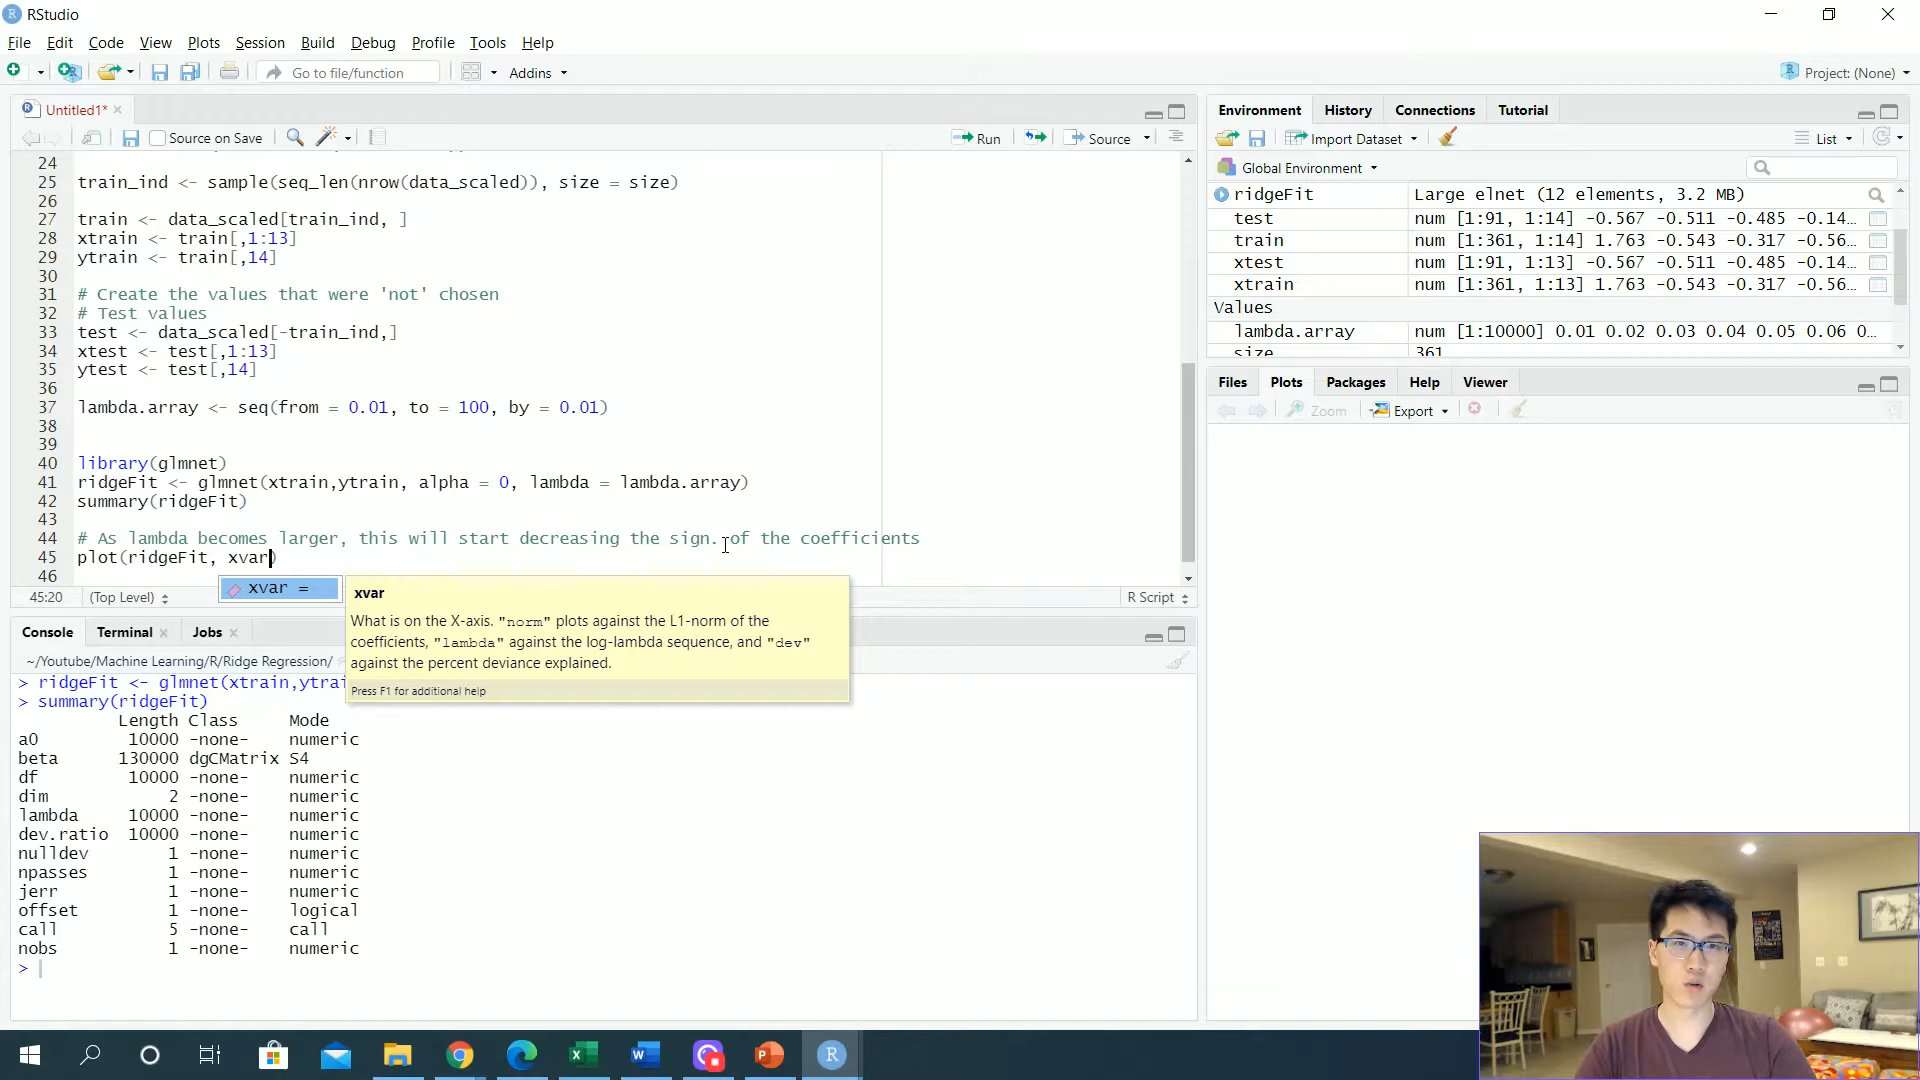 RStudio
File Edit Code View Plots Session Build Debug Profile Tools Help
Go to file/function Addins Project: (None)
Untitled1*
Source on Save Run Source
24
25 train_ind <- sample(seq_len(nrow(data_scaled)), size = size)
26
27 train <- data_scaled[train_ind, ]
28 xtrain <- train[,1:13]
29 ytrain <- train[,14]
30
31 # Create the values that were 'not' chosen
32 # Test values
33 test <- data_scaled[-train_ind,]
34 xtest <- test[,1:13]
35 ytest <- test[,14]
36
37 lambda.array <- seq(from = 0.01, to = 100, by = 0.01)
38
39
40 library(glmnet)
41 ridgeFit <- glmnet(xtrain,ytrain, alpha = 0, lambda = lambda.array)
42 summary(ridgeFit)
43
44 # As lambda becomes larger, this will start decreasing the sign. of the coefficients
45 plot(ridgeFit, xvar)
46
xvar =
xvar
What is on the X-axis. "norm" plots against the L1-norm of the
coefficients, "lambda" against the log-lambda sequence, and "dev"
against the percent deviance explained.
Press F1 for additional help
45:20 (Top Level) R Script
Console Terminal Jobs
~/Youtube/Machine Learning/R/Ridge Regression/
> ridgeFit <- glmnet(xtrain,ytrai
> summary(ridgeFit)
Length Class Mode
a0 10000 -none- numeric
beta 130000 dgCMatrix S4
df 10000 -none- numeric
dim 2 -none- numeric
lambda 10000 -none- numeric
dev.ratio 10000 -none- numeric
nulldev 1 -none- numeric
npasses 1 -none- numeric
jerr 1 -none- numeric
offset 1 -none- logical
call 5 -none- call
nobs 1 -none- numeric
>
Environment History Connections Tutorial
Import Dataset List
Global Environment
ridgeFit Large elnet (12 elements, 3.2 MB)
test num [1:91, 1:14] -0.567 -0.511 -0.485 -0.14…
train num [1:361, 1:14] 1.763 -0.543 -0.317 -0.56…
xtest num [1:91, 1:13] -0.567 -0.511 -0.485 -0.14…
xtrain num [1:361, 1:13] 1.763 -0.543 -0.317 -0.56…
Values
lambda.array num [1:10000] 0.01 0.02 0.03 0.04 0.05 0.06 0…
size 361
Files Plots Packages Help Viewer
Zoom Export